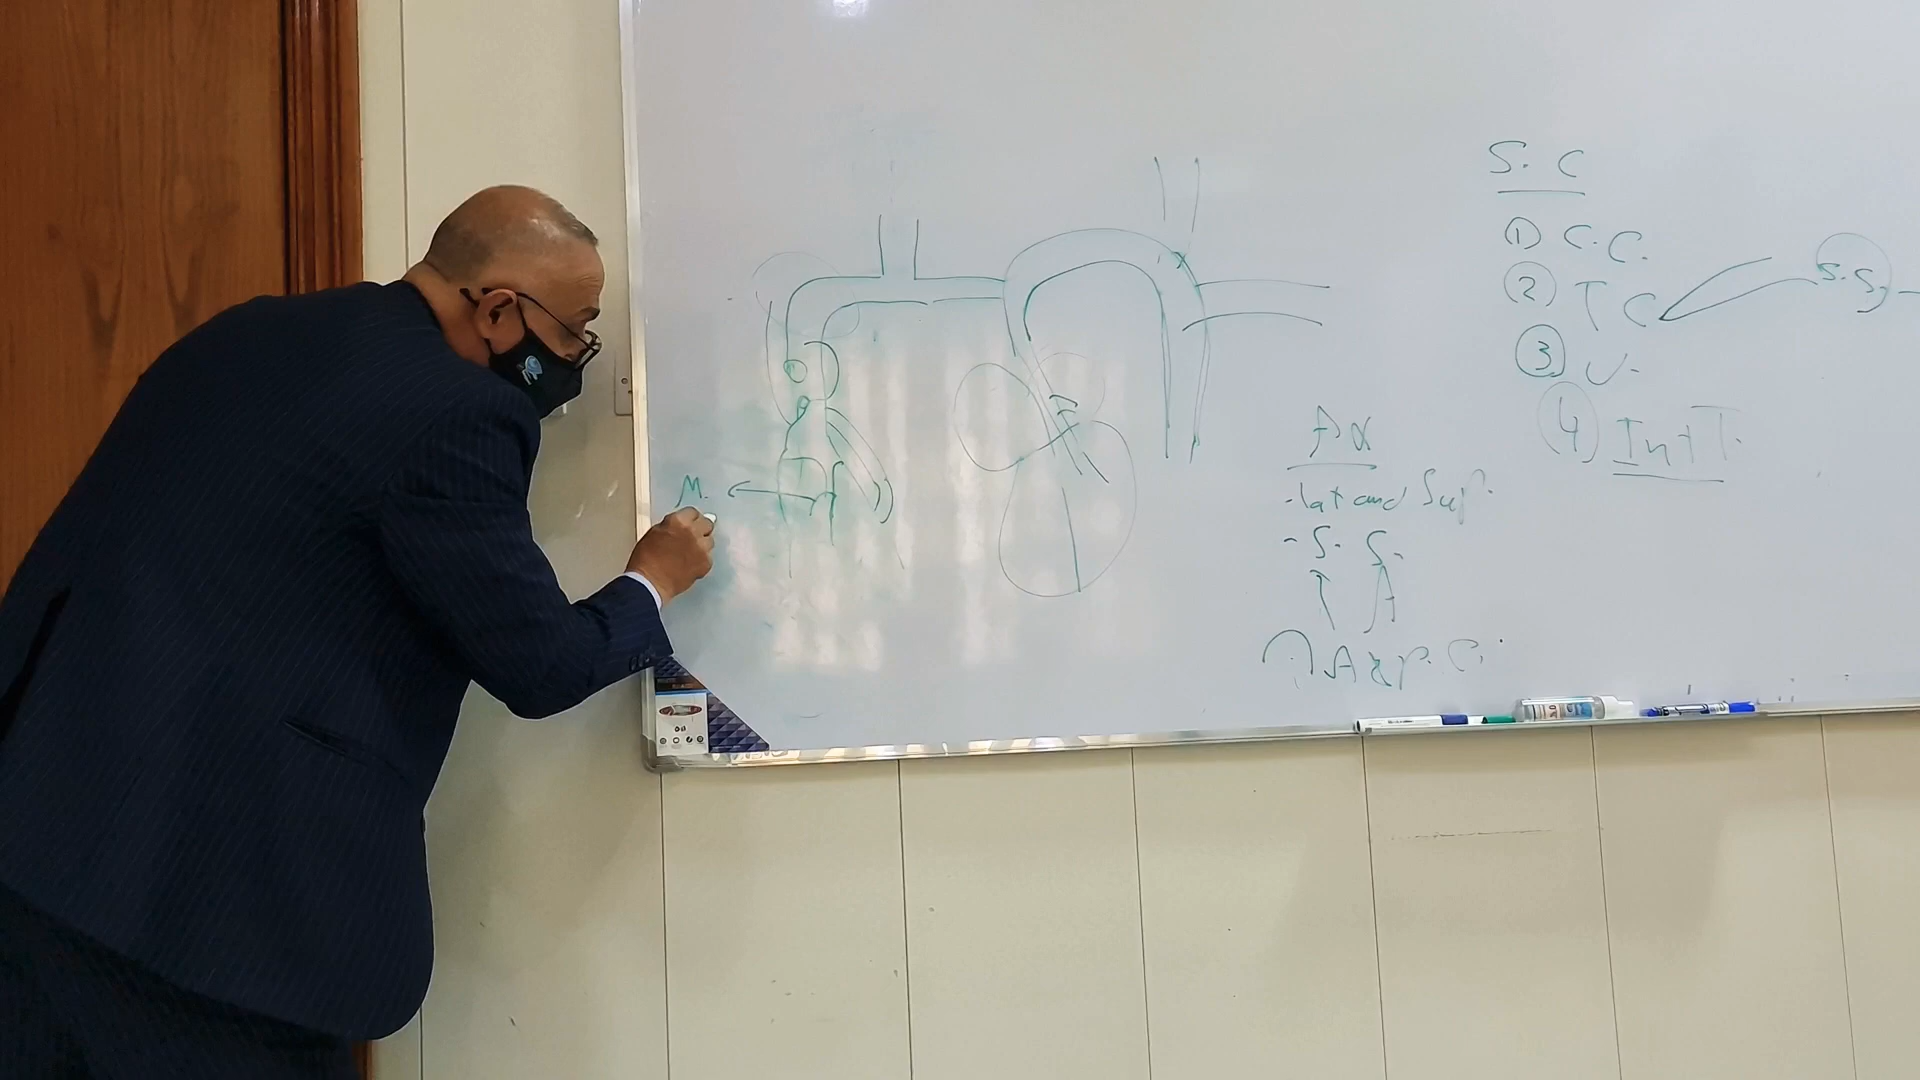 S. C
① C. C.
② T C
S. S.
③ U.
④ Int T.
Ax
- lat and Sup.
- S. S.
T A
M.